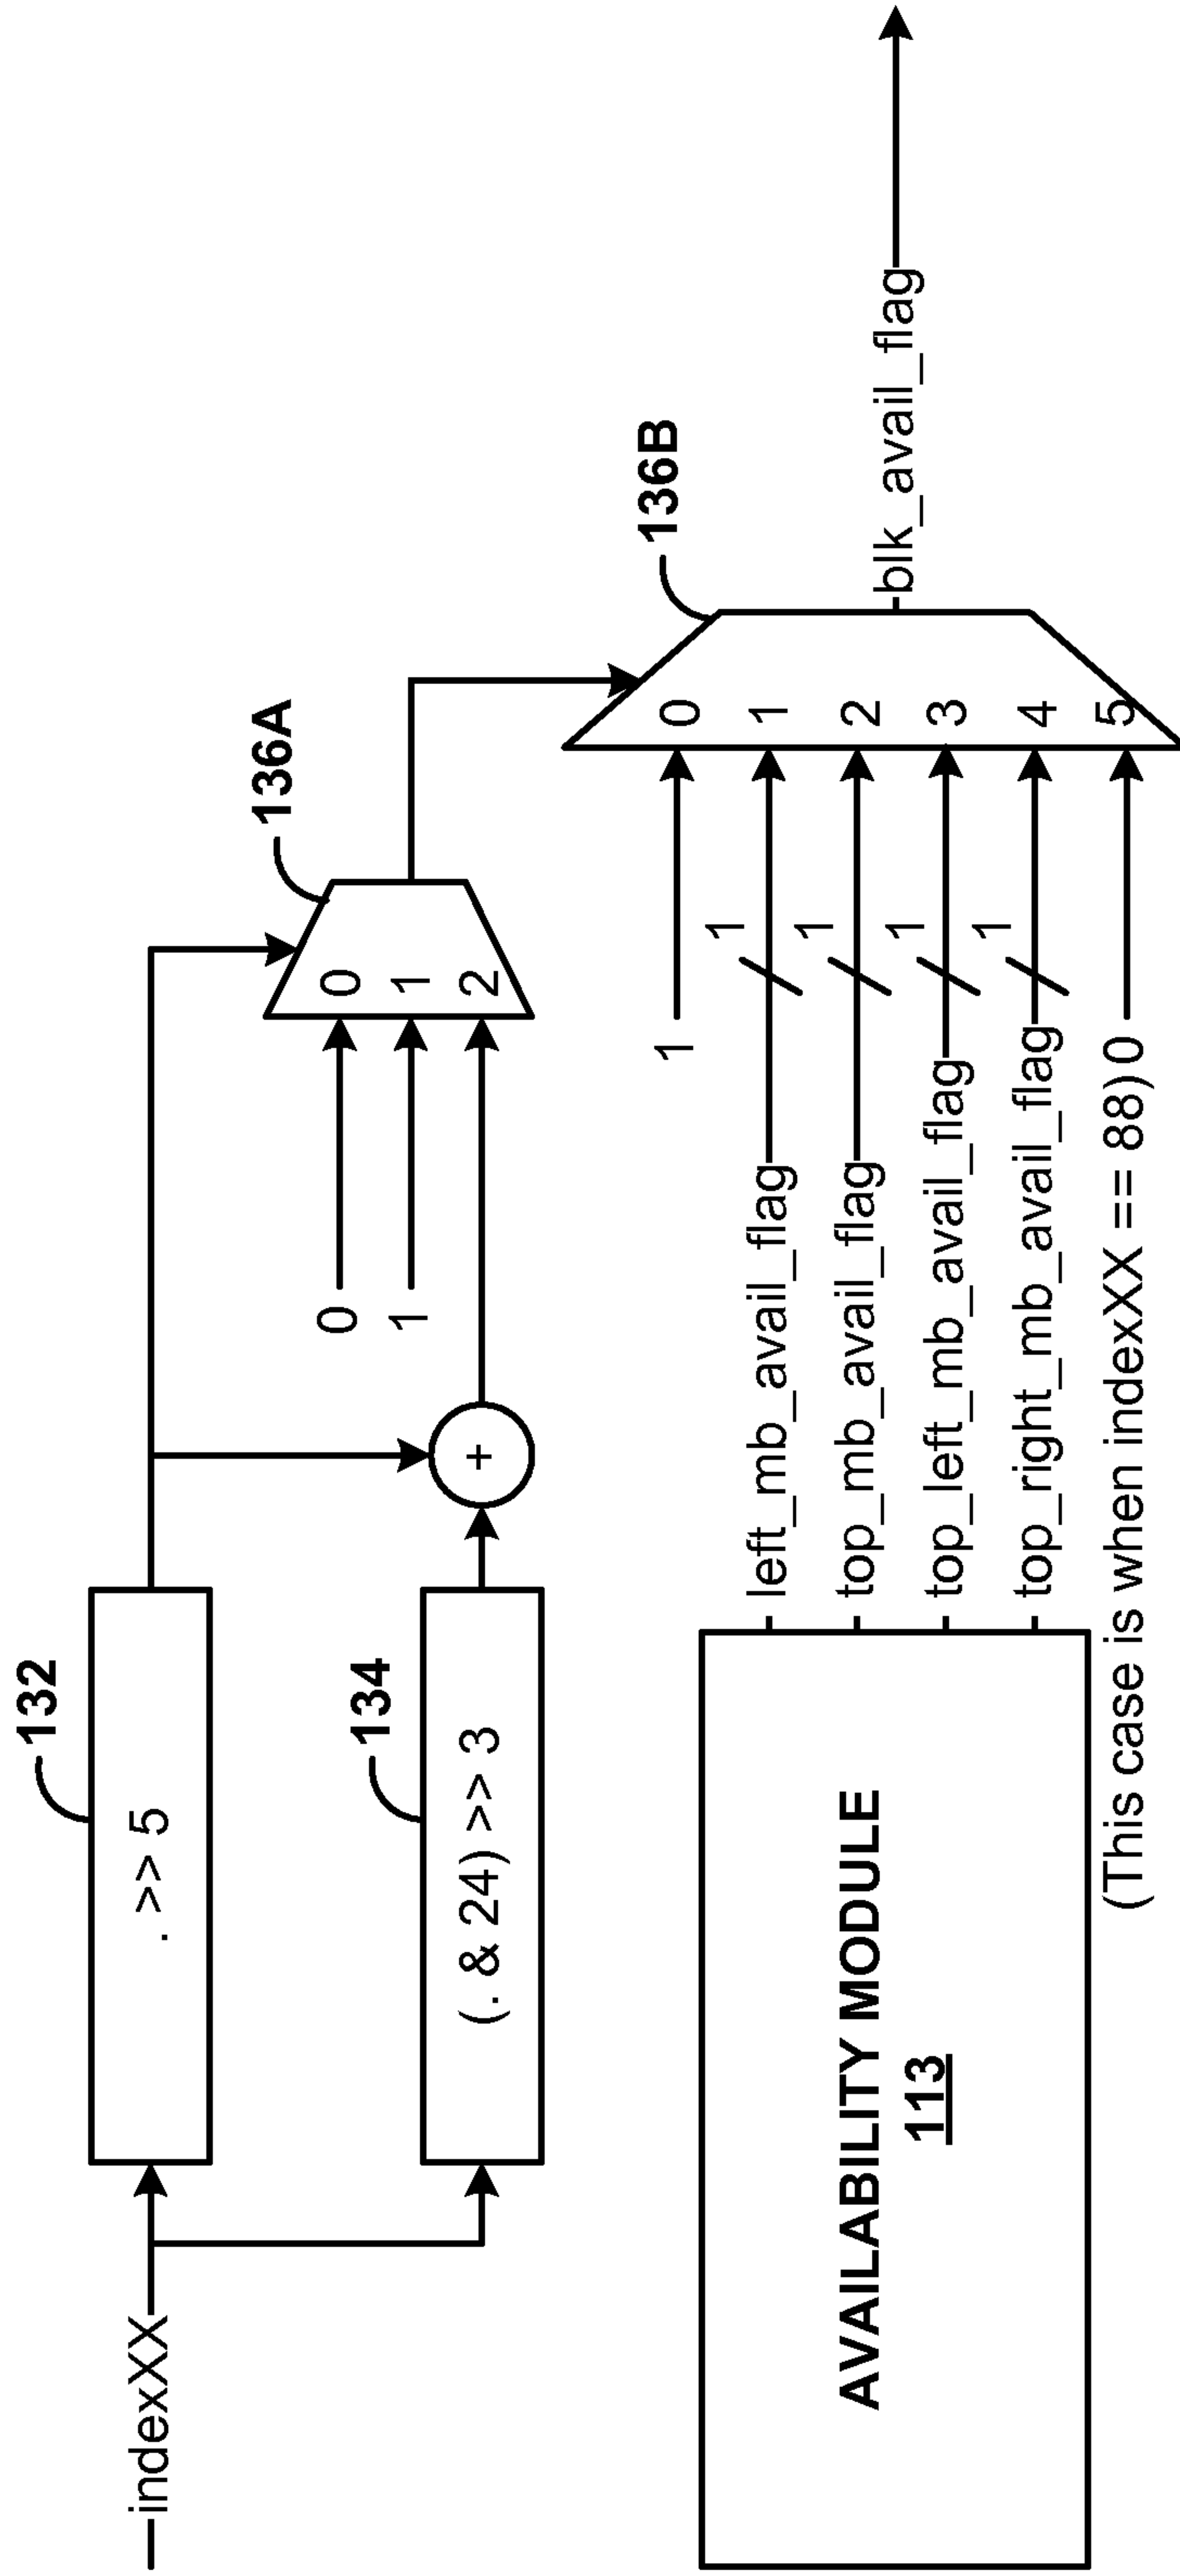 indexXX
132
. >> 5
134
(. & 24) >> 3
+
0
1
0
1
2
136A
136B
AVAILABILITY MODULE
113
1
left_mb_avail_flag
1
top_mb_avail_flag
1
top_left_mb_avail_flag
1
top_right_mb_avail_flag
1
(This case is when indexXX == 88) 0
0
1
2
3
4
5
blk_avail_flag